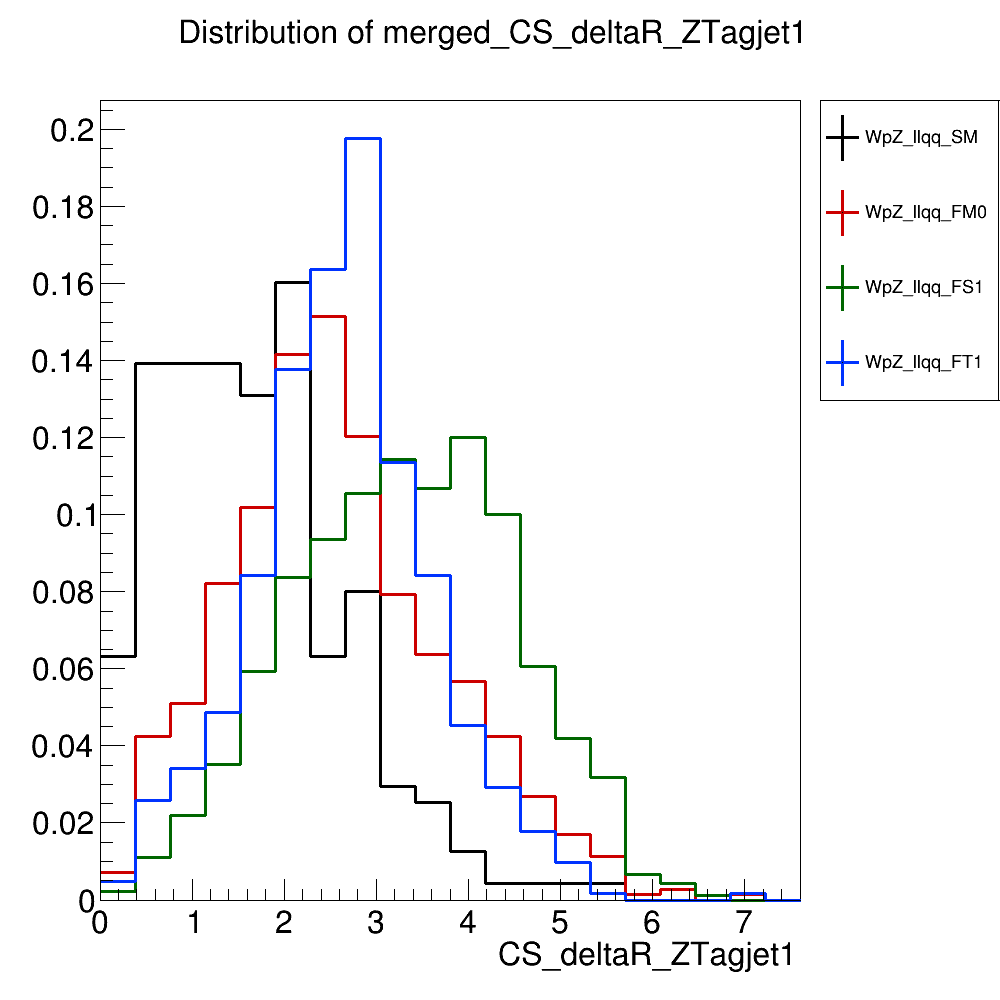 Distribution of merged_CS_deltaR_ZTagjet1
0.2
0.18
0.16
0.14
0.12
0.1
0.08
0.06
0.04
0.02
0
0 1 2 3 4 5 6 7
CS_deltaR_ZTagjet1
WpZ_llqq_SM
WpZ_llqq_FM0
WpZ_llqq_FS1
WpZ_llqq_FT1